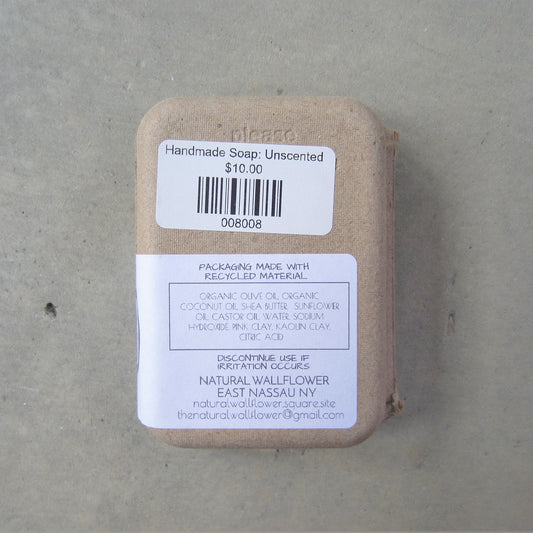 please
Handmade Soap: Unscented
$10.00
008008
PACKAGING MADE WITH
RECYCLED MATERIAL
ORGANIC OLIVE OIL, ORGANIC
COCONUT OIL, SHEA BUTTER, SUNFLOWER
OIL, CASTOR OIL, WATER, SODIUM
HYDROXIDE PINK CLAY, KAOLIN CLAY,
CITRIC ACID
DISCONTINUE USE IF
IRRITATION OCCURS
NATURAL WALLFLOWER
EAST NASSAU NY
naturalwallflower.square.site
thenaturalwallflower@gmail.com